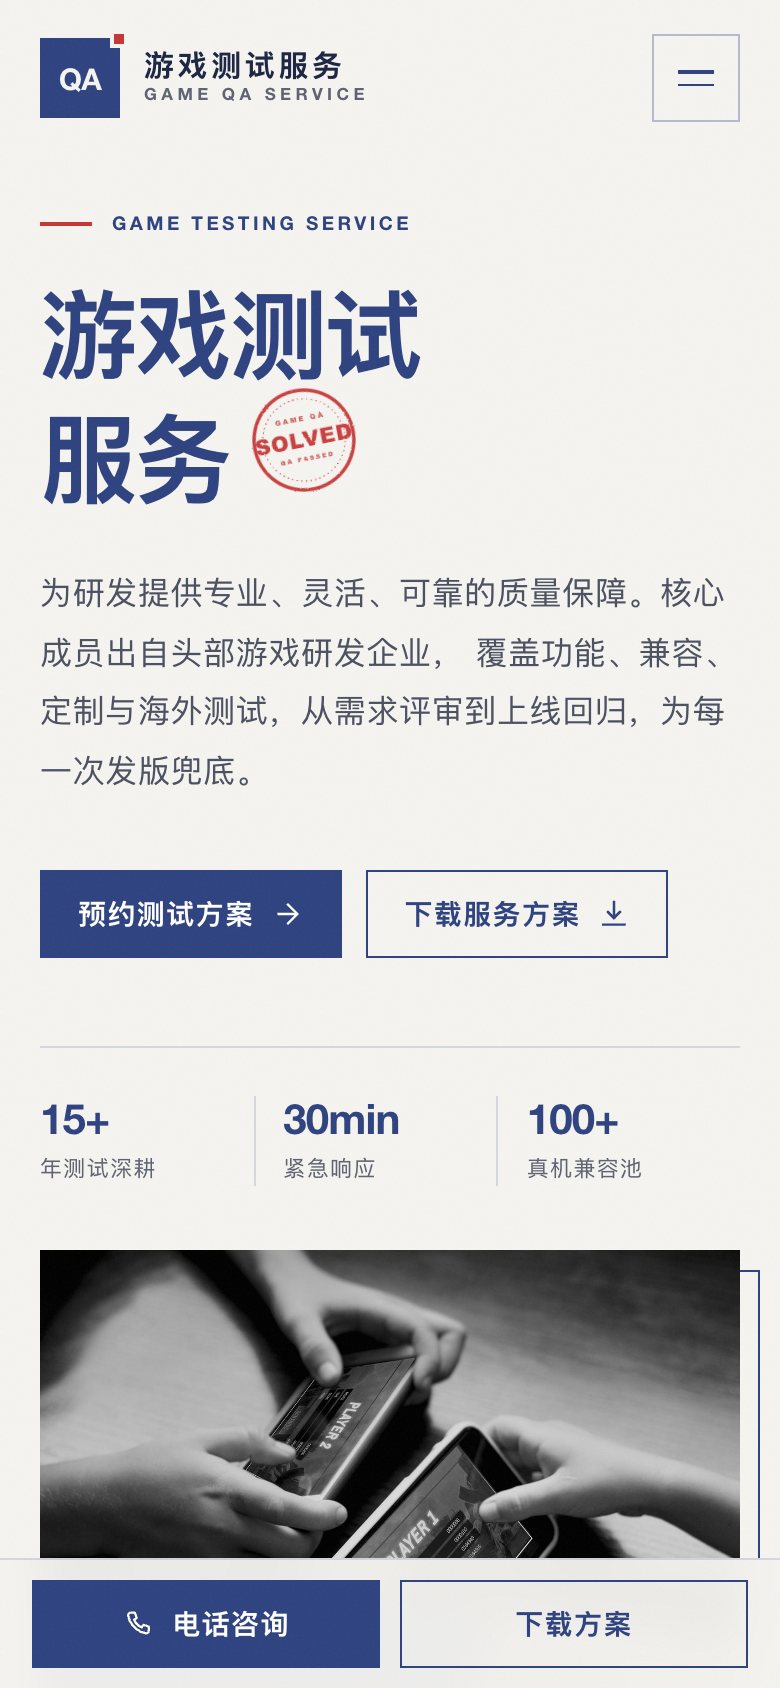 QA
游戏测试服务
GAME QA SERVICE
GAME TESTING SERVICE
游戏测试
服务
GAME QA
SOLVED
QA PASSED
为研发提供专业、灵活、可靠的质量保障。核心
成员出自头部游戏研发企业， 覆盖功能、兼容、
定制与海外测试，从需求评审到上线回归，为每
一次发版兜底。
预约测试方案
下载服务方案
15+
年测试深耕
30min
紧急响应
100+
真机兼容池
PLAYER 2
PLAYER 1
电话咨询
下载方案